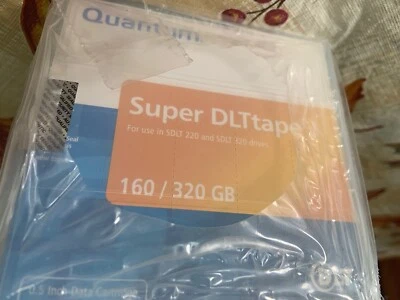 Quantum
Super DLTtape
For use in SDLT 220 and SDLT 320 drives
160 / 320 GB
0.5 Inch Data Cartridge